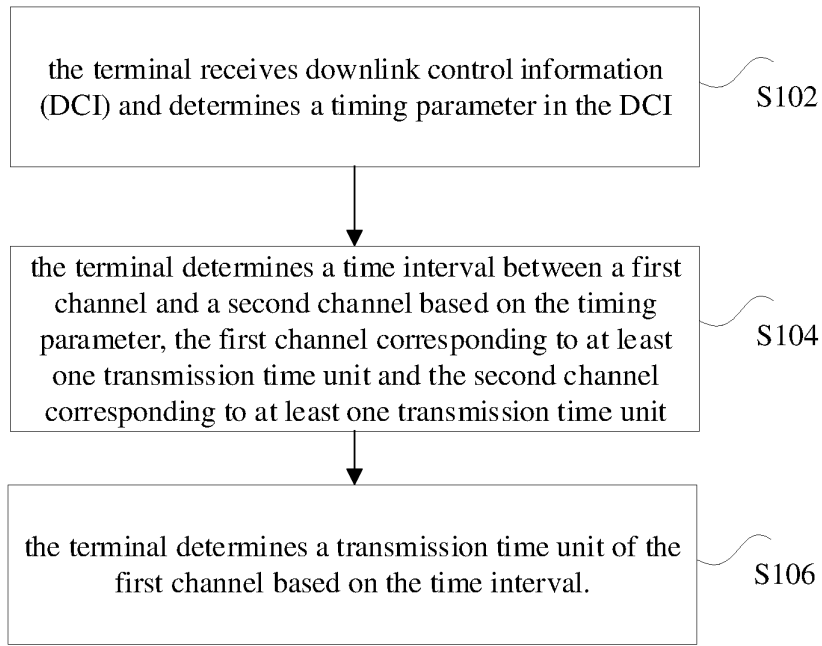 the terminal receives downlink control information
(DCI) and determines a timing parameter in the DCI
S102
the terminal determines a time interval between a first
channel and a second channel based on the timing
parameter, the first channel corresponding to at least
one transmission time unit and the second channel
corresponding to at least one transmission time unit
S104
the terminal determines a transmission time unit of the
first channel based on the time interval.
S106